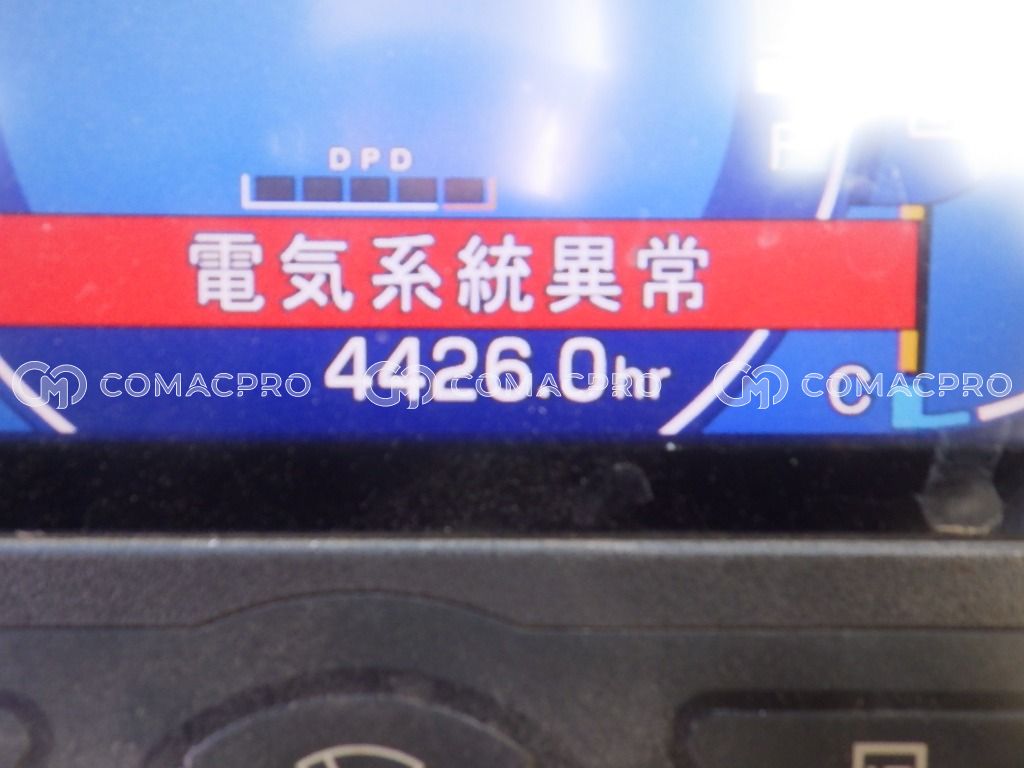 DPD
電気系統異常
4426.0hr
C
COMACPRO COMACPRO COMACPRO